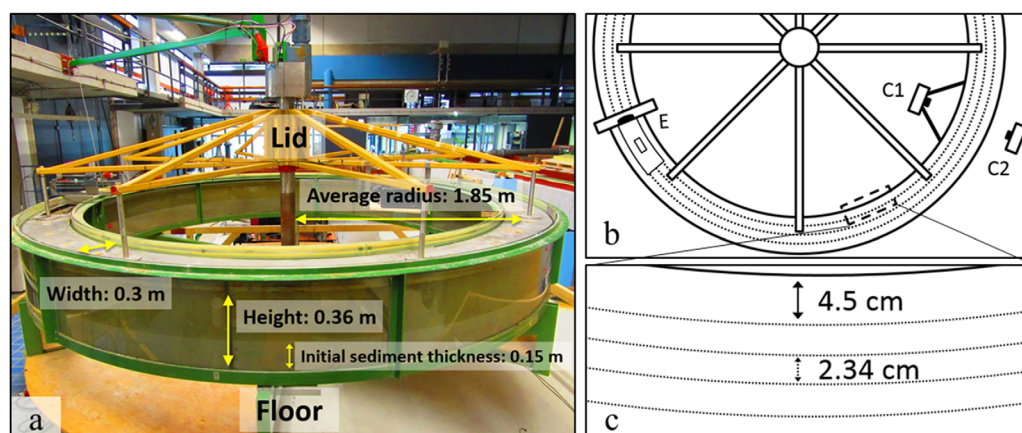 Lid
Average radius: 1.85 m
Width: 0.3 m
Height: 0.36 m
Initial sediment thickness: 0.15 m
Floor
a
E
C1
C2
b
4.5 cm
2.34 cm
c